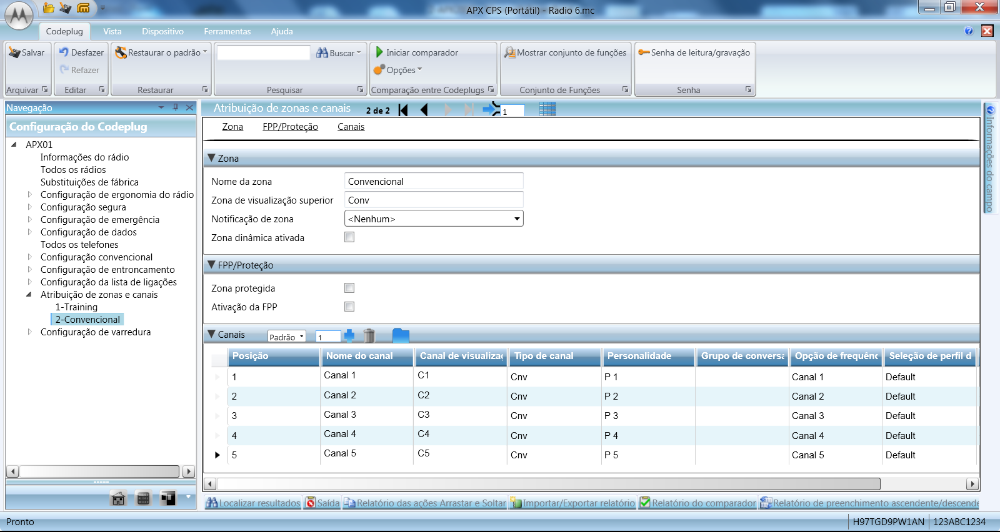 APX CPS (Portátil) - Radio 6.mc
Codeplug
Vista
Dispositivo
Ferramentas
Ajuda
Salvar
Desfazer
Restaurar o padrão
Buscar
Iniciar comparador
Mostrar conjunto de funções
Senha de leitura/gravação
Refazer
Opções
Arquivar
Editar
Restaurar
Pesquisar
Comparação entre Codeplugs
Conjunto de Funções
Senha
Navegação
Configuração do Codeplug
APX01
Informações do rádio
Todos os rádios
Substituições de fábrica
Configuração de ergonomia do rádio
Configuração segura
Configuração de emergência
Configuração de dados
Todos os telefones
Configuração convencional
Configuração de entroncamento
Configuração da lista de ligações
Atribuição de zonas e canais
1-Training
2-Convencional
Configuração de varredura
Atribuição de zonas e canais
2 de 2
1
Zona
FPP/Proteção
Canais
Zona
Nome da zona
Convencional
Zona de visualização superior
Conv
Notificação de zona
<Nenhum>
Zona dinâmica ativada
FPP/Proteção
Zona protegida
Ativação da FPP
Canais
Padrão
1
Posição Nome do canal Canal de visualiza Tipo de canal Personalidade Grupo de conversa Opção de frequênc Seleção de perfil d
1 Canal 1 C1 Cnv P 1 Canal 1 Default
2 Canal 2 C2 Cnv P 2 Canal 2 Default
3 Canal 3 C3 Cnv P 3 Canal 3 Default
4 Canal 4 C4 Cnv P 4 Canal 4 Default
5 Canal 5 C5 Cnv P 5 Canal 5 Default
Informações do campo
Localizar resultados
Saída
Relatório das ações Arrastar e Soltar
Importar/Exportar relatório
Relatório do comparador
Relatório de preenchimento ascendente/descende
Pronto
H97TGD9PW1AN
123ABC1234